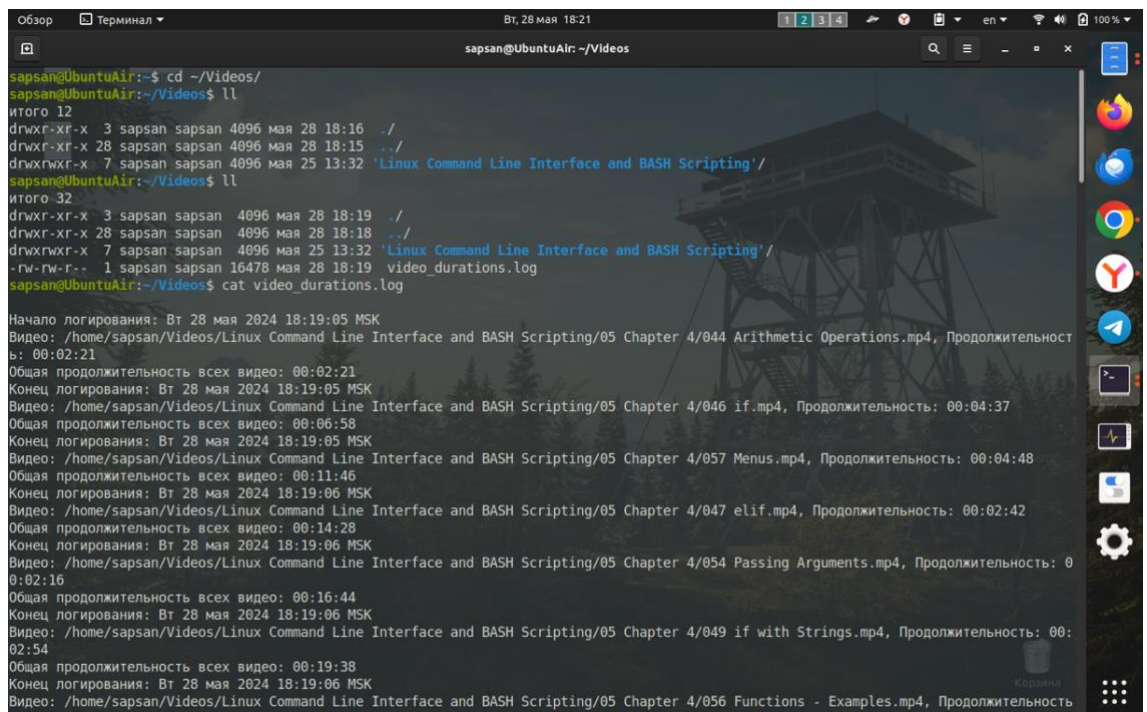 Обзор
Терминал
Вт, 28 мая 18:21
1 2 3 4
en
100 %
sapsan@UbuntuAir: ~/Videos
sapsan@UbuntuAir:~$ cd ~/Videos/
sapsan@UbuntuAir:~/Videos$ ll
итого 12
drwxr-xr-x 3 sapsan sapsan 4096 мая 28 18:16 ./
drwxr-xr-x 28 sapsan sapsan 4096 мая 28 18:15 ../
drwxrwxr-x 7 sapsan sapsan 4096 мая 25 13:32 'Linux Command Line Interface and BASH Scripting'/
sapsan@UbuntuAir:~/Videos$ ll
итого 32
drwxr-xr-x 3 sapsan sapsan 4096 мая 28 18:19 ./
drwxr-xr-x 28 sapsan sapsan 4096 мая 28 18:18 ../
drwxrwxr-x 7 sapsan sapsan 4096 мая 25 13:32 'Linux Command Line Interface and BASH Scripting'/
-rw-rw-r-- 1 sapsan sapsan 16478 мая 28 18:19 video_durations.log
sapsan@UbuntuAir:~/Videos$ cat video_durations.log
Начало логирования: Вт 28 мая 2024 18:19:05 MSK
Видео: /home/sapsan/Videos/Linux Command Line Interface and BASH Scripting/05 Chapter 4/044 Arithmetic Operations.mp4, Продолжительност
ь: 00:02:21
Общая продолжительность всех видео: 00:02:21
Конец логирования: Вт 28 мая 2024 18:19:05 MSK
Видео: /home/sapsan/Videos/Linux Command Line Interface and BASH Scripting/05 Chapter 4/046 if.mp4, Продолжительность: 00:04:37
Общая продолжительность всех видео: 00:06:58
Конец логирования: Вт 28 мая 2024 18:19:05 MSK
Видео: /home/sapsan/Videos/Linux Command Line Interface and BASH Scripting/05 Chapter 4/057 Menus.mp4, Продолжительность: 00:04:48
Общая продолжительность всех видео: 00:11:46
Конец логирования: Вт 28 мая 2024 18:19:06 MSK
Видео: /home/sapsan/Videos/Linux Command Line Interface and BASH Scripting/05 Chapter 4/047 elif.mp4, Продолжительность: 00:02:42
Общая продолжительность всех видео: 00:14:28
Конец логирования: Вт 28 мая 2024 18:19:06 MSK
Видео: /home/sapsan/Videos/Linux Command Line Interface and BASH Scripting/05 Chapter 4/054 Passing Arguments.mp4, Продолжительность: 0
0:02:16
Общая продолжительность всех видео: 00:16:44
Конец логирования: Вт 28 мая 2024 18:19:06 MSK
Видео: /home/sapsan/Videos/Linux Command Line Interface and BASH Scripting/05 Chapter 4/049 if with Strings.mp4, Продолжительность: 00:
02:54
Общая продолжительность всех видео: 00:19:38
Конец логирования: Вт 28 мая 2024 18:19:06 MSK
Корзина
Видео: /home/sapsan/Videos/Linux Command Line Interface and BASH Scripting/05 Chapter 4/056 Functions - Examples.mp4, Продолжительность